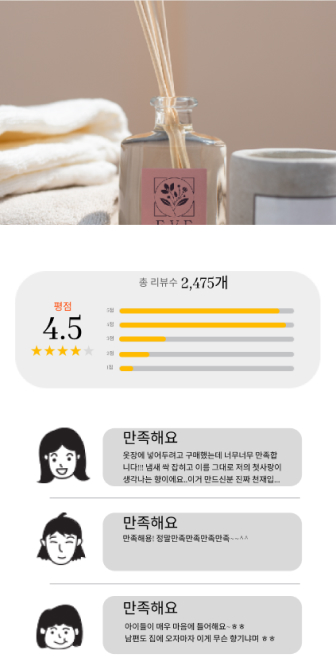 EYE
총 리뷰수 2,475개
평점
4.5
5점
4점
3점
2점
1점
만족해요
옷장에 넣어두려고 구매했는데 너무너무 만족합
니다!!! 냄새 싹 잡히고 이름 그대로 저의 첫사랑이
생각나는 향이에요..이거 만드신분 진짜 천재입...
만족해요
만족해용! 정말만족만족만족만족~~^^
만족해요
아이들이 매우 마음에 들어해요~ㅎㅎ
남편도 집에 오자마자 이게 무슨 향기냐며 ㅎㅎ